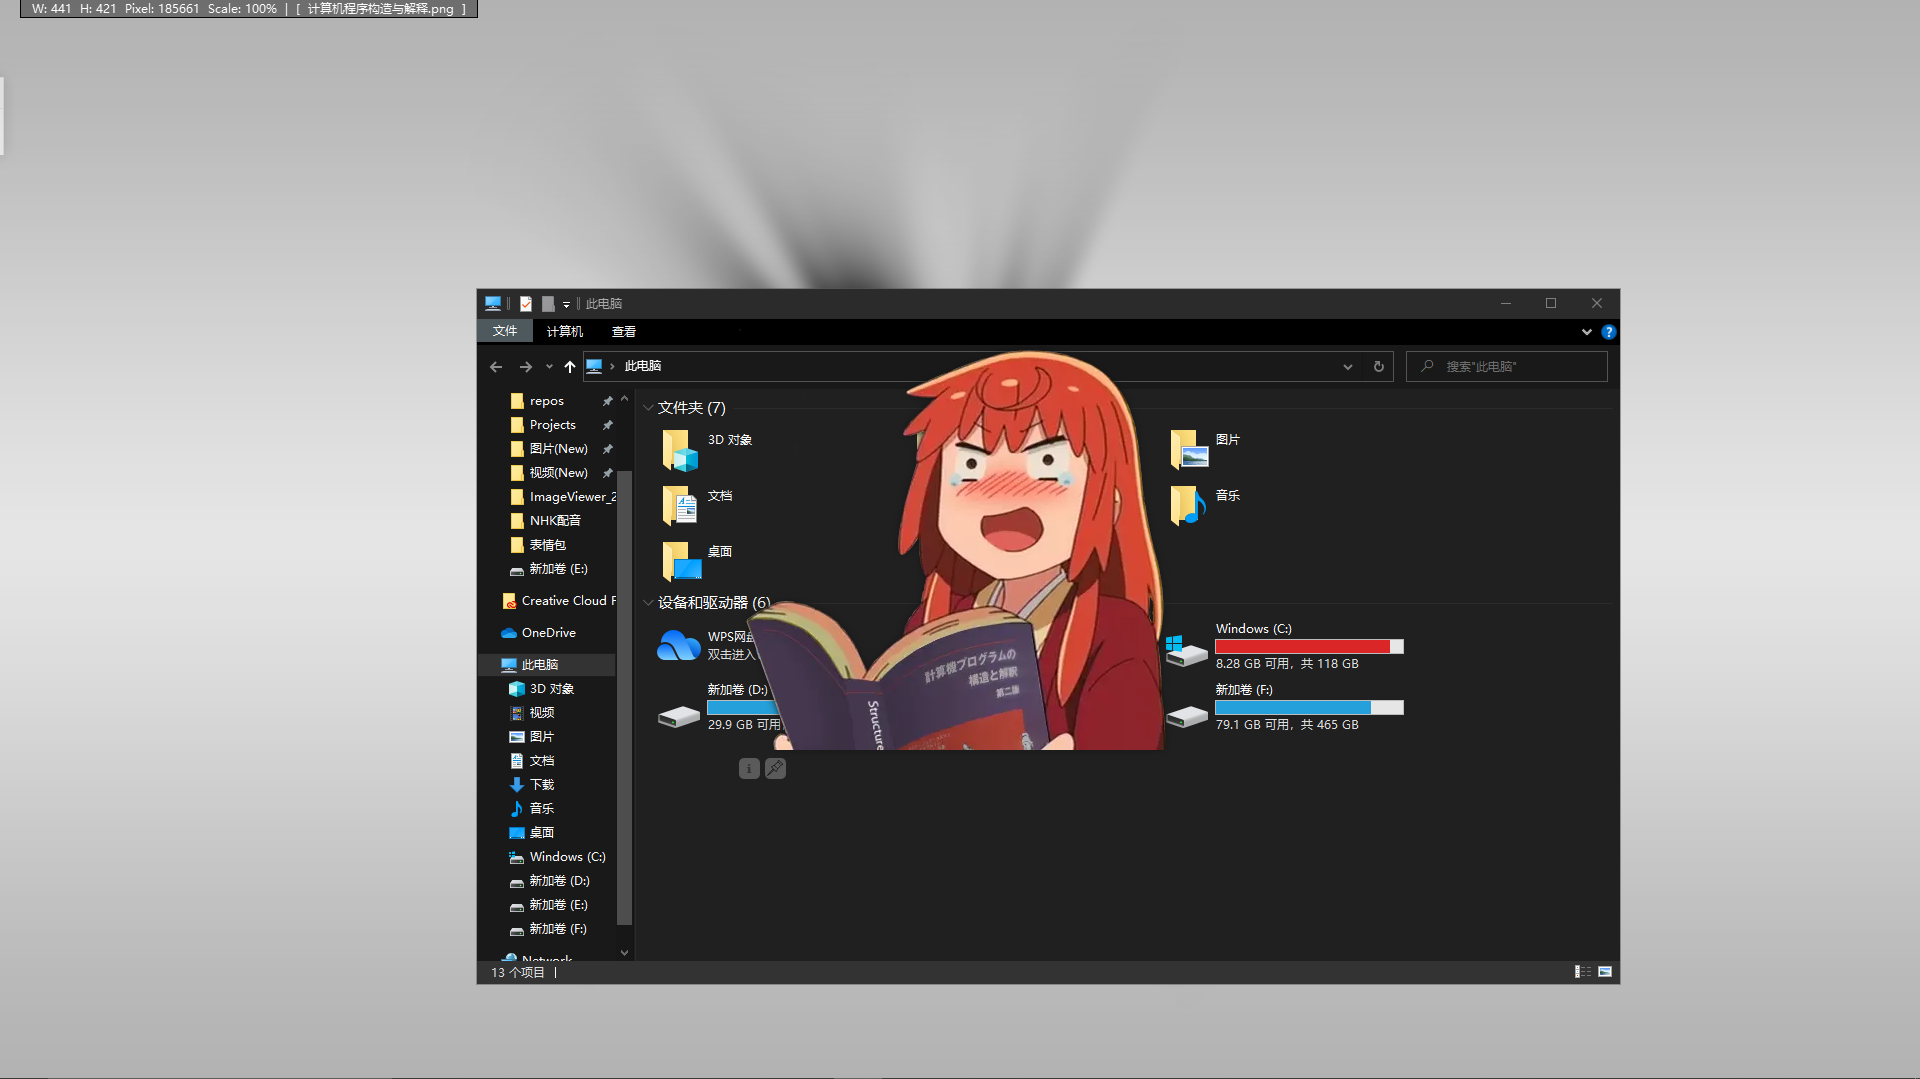 W: 441 H: 421 Pixel: 185661 Scale: 100% | [ 计算机程序构造与解释.png ]
此电脑
文件 计算机 查看
此电脑
搜索"此电脑"
repos
Projects
图片(New)
视频(New)
ImageViewer_2
NHK配音
表情包
新加卷 (E:)
Creative Cloud F
OneDrive
此电脑
3D 对象
视频
图片
文档
下载
音乐
桌面
Windows (C:)
新加卷 (D:)
新加卷 (E:)
新加卷 (F:)
Network
文件夹 (7)
3D 对象
图片
文档
音乐
桌面
设备和驱动器 (6)
WPS网盘
双击进入
Windows (C:)
8.28 GB 可用，共 118 GB
新加卷 (D:)
29.9 GB 可用
新加卷 (F:)
79.1 GB 可用，共 465 GB
計算機プログラムの
構造と解釈
第二版
Structure
13 个项目